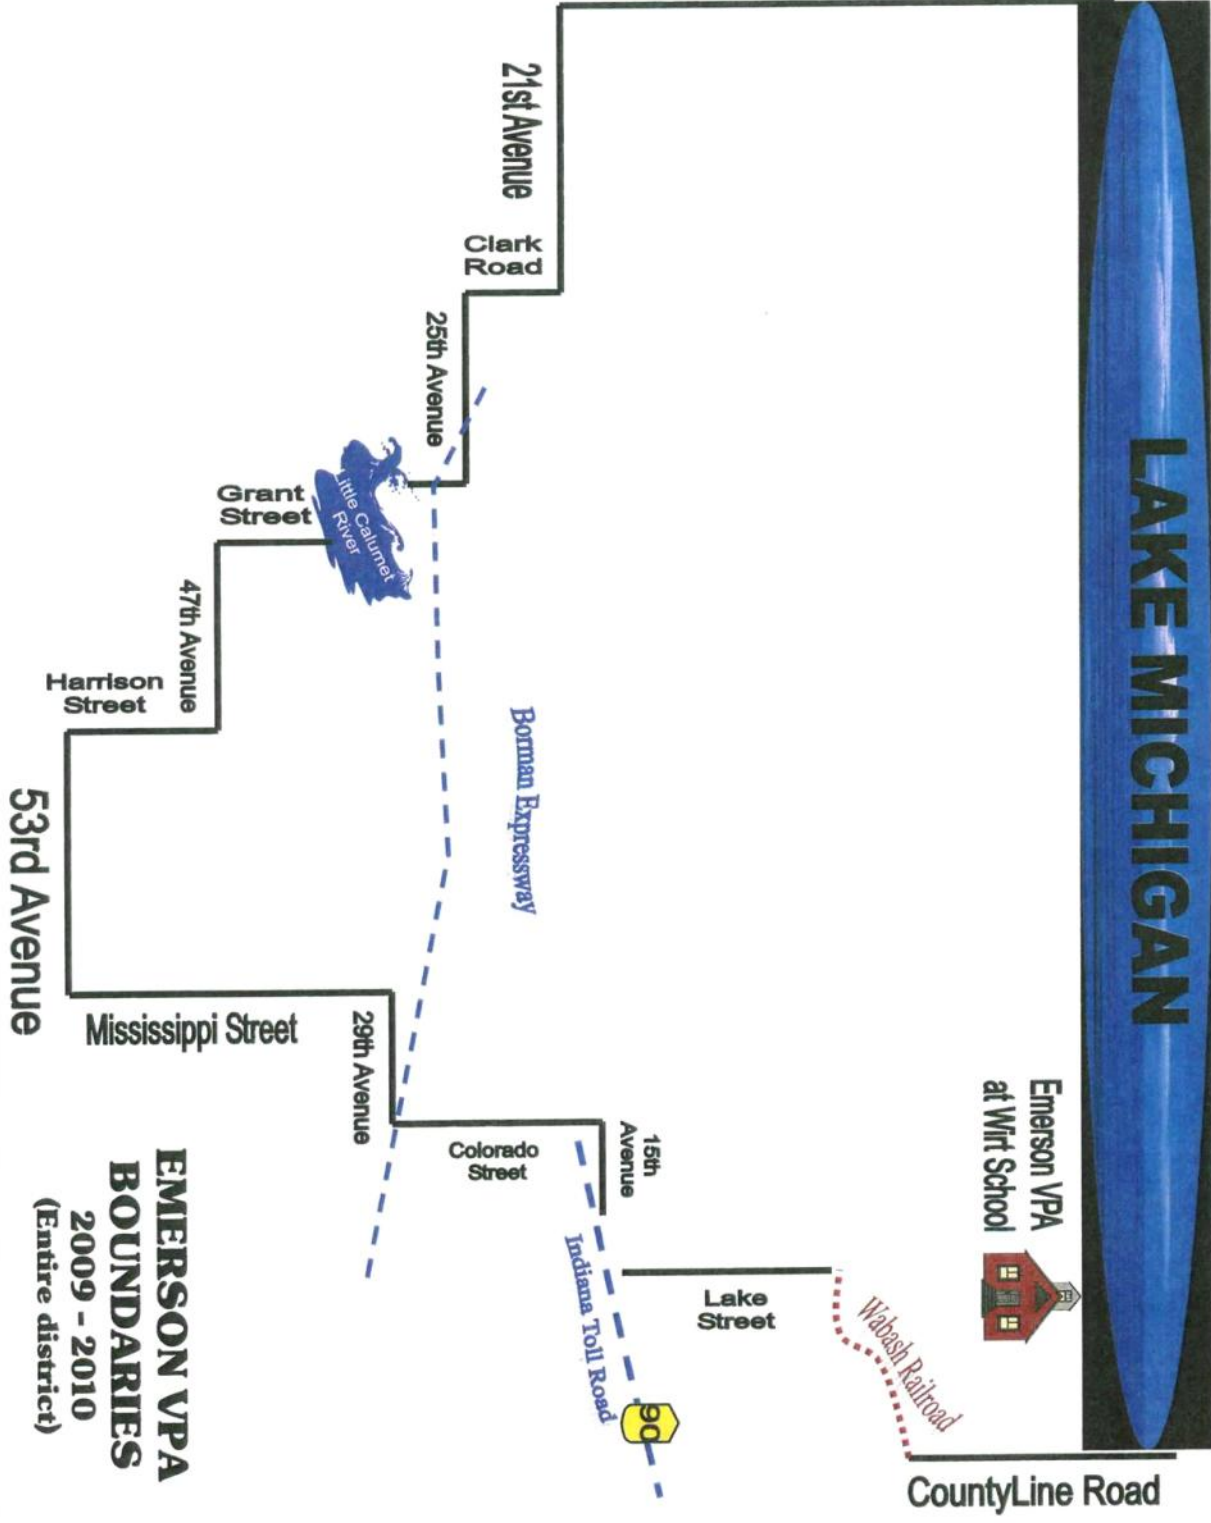 LAKE MICHIGAN
21st Avenue
Clark
Road
25th Avenue
Little Calumet
River
Grant
Street
47th Avenue
Harrison
Street
53rd Avenue
Borman Expressway
Mississippi Street
29th Avenue
Colorado
Street
15th
Avenue
Indiana Toll Road
90
Lake
Street
Wabash Railroad
CountyLine Road
Emerson VPA
at Wirt School
EMERSON VPA
BOUNDARIES
2009 - 2010
(Entire district)